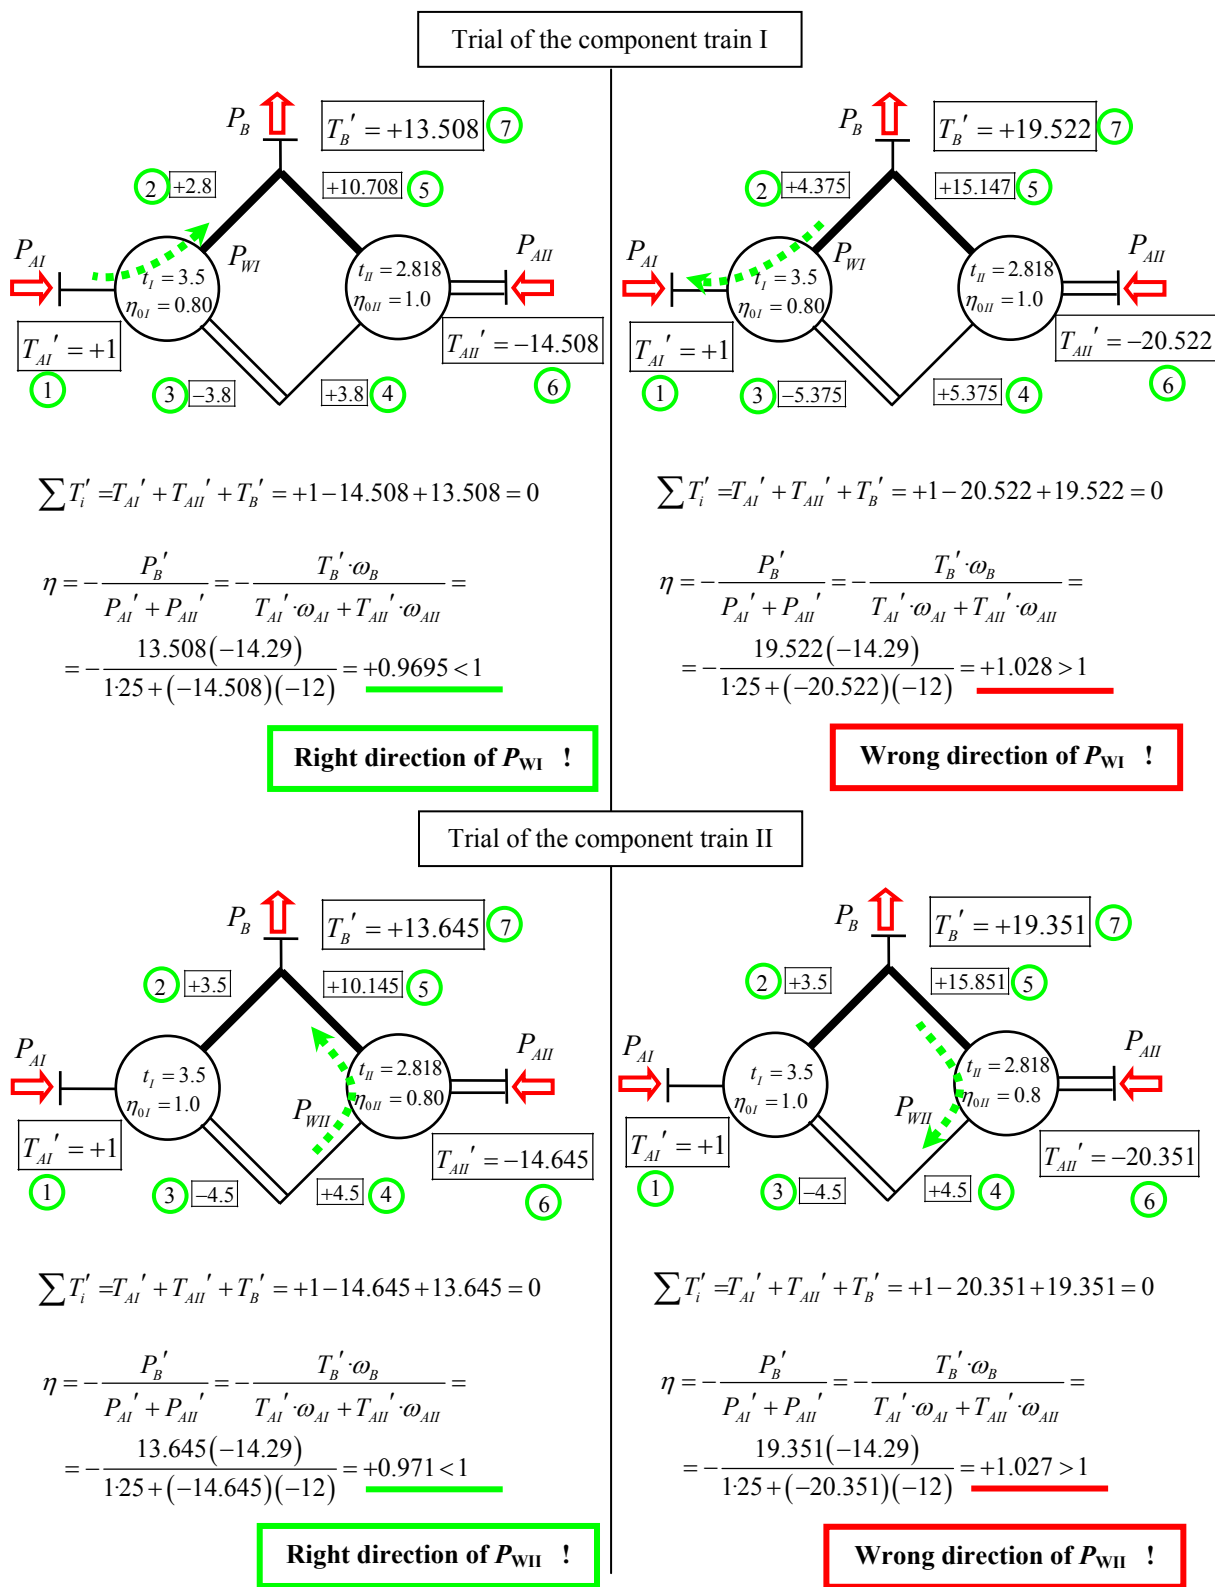 Trial of the component train I
P_B
T_B' = +13.508
7
2
+2.8
+10.708
5
P_AI
P_WI
P_AII
t_I = 3.5
η_0I = 0.80
t_II = 2.818
η_0II = 1.0
T_AI' = +1
T_AII' = −14.508
1
3
−3.8
+3.8
4
6
∑T_i' = T_AI' + T_AII' + T_B' = +1−14.508+13.508 = 0
η = − P_B' / (P_AI' + P_AII') = − T_B'·ω_B / (T_AI'·ω_AI + T_AII'·ω_AII) =
= − 13.508(−14.29) / (1·25+(−14.508)(−12)) = +0.9695 < 1
Right direction of P_WI !
P_B
T_B' = +19.522
7
2
+4.375
+15.147
5
P_AI
P_WI
P_AII
t_I = 3.5
η_0I = 0.80
t_II = 2.818
η_0II = 1.0
T_AI' = +1
T_AII' = −20.522
1
3
−5.375
+5.375
4
6
∑T_i' = T_AI' + T_AII' + T_B' = +1−20.522+19.522 = 0
η = − P_B' / (P_AI' + P_AII') = − T_B'·ω_B / (T_AI'·ω_AI + T_AII'·ω_AII) =
= − 19.522(−14.29) / (1·25+(−20.522)(−12)) = +1.028 > 1
Wrong direction of P_WI !
Trial of the component train II
P_B
T_B' = +13.645
7
2
+3.5
+10.145
5
P_AI
P_AII
t_I = 3.5
η_0I = 1.0
P_WII
t_II = 2.818
η_0II = 0.80
T_AI' = +1
T_AII' = −14.645
1
3
−4.5
+4.5
4
6
∑T_i' = T_AI' + T_AII' + T_B' = +1−14.645+13.645 = 0
η = − P_B' / (P_AI' + P_AII') = − T_B'·ω_B / (T_AI'·ω_AI + T_AII'·ω_AII) =
= − 13.645(−14.29) / (1·25+(−14.645)(−12)) = +0.971 < 1
Right direction of P_WII !
P_B
T_B' = +19.351
7
2
+3.5
+15.851
5
P_AI
P_AII
t_I = 3.5
η_0I = 1.0
P_WII
t_II = 2.818
η_0II = 0.8
T_AI' = +1
T_AII' = −20.351
1
3
−4.5
+4.5
4
6
∑T_i' = T_AI' + T_AII' + T_B' = +1−20.351+19.351 = 0
η = − P_B' / (P_AI' + P_AII') = − T_B'·ω_B / (T_AI'·ω_AI + T_AII'·ω_AII) =
= − 19.351(−14.29) / (1·25+(−20.351)(−12)) = +1.027 > 1
Wrong direction of P_WII !